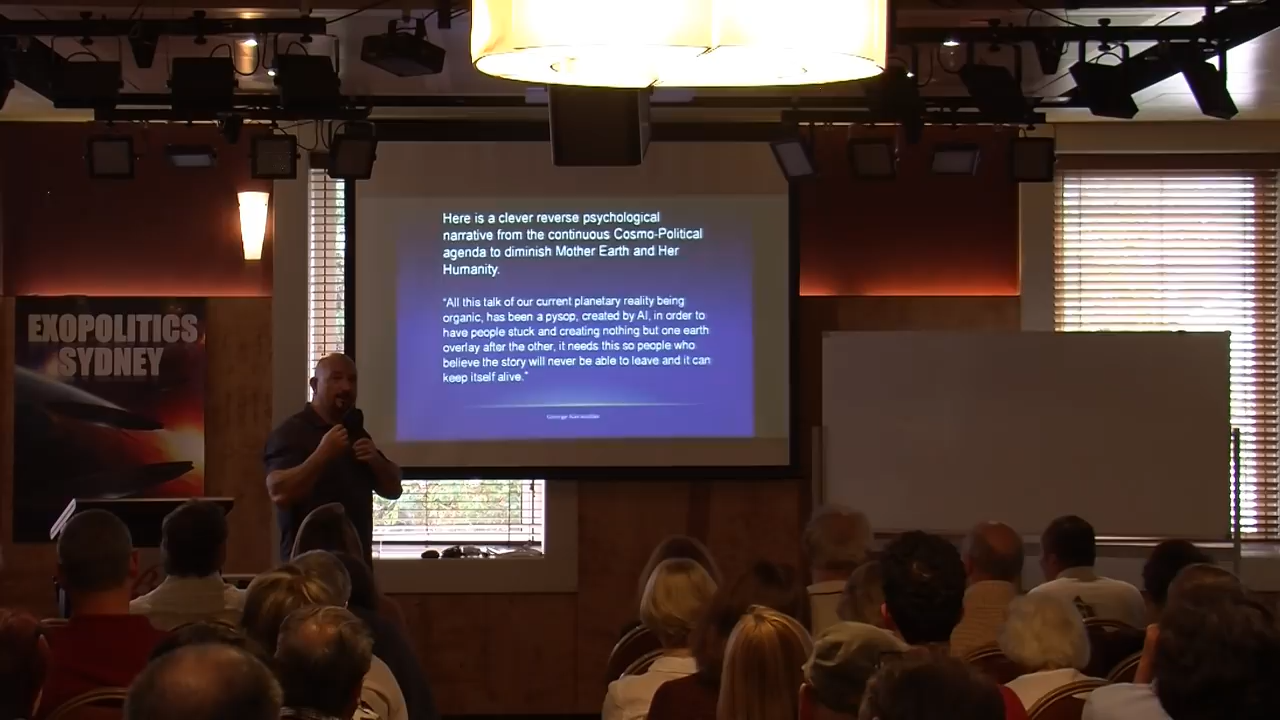 EXOPOLITICS
SYDNEY
Here is a clever reverse psychological
narrative from the continuous Cosmo-Political
agenda to diminish Mother Earth and Her
Humanity.
“All this talk of our current planetary reality being
organic, has been a pysop, created by AI, in order to
have people stuck and creating nothing but one earth
overlay after the other, it needs this so people who
believe the story will never be able to leave and it can
keep itself alive.”